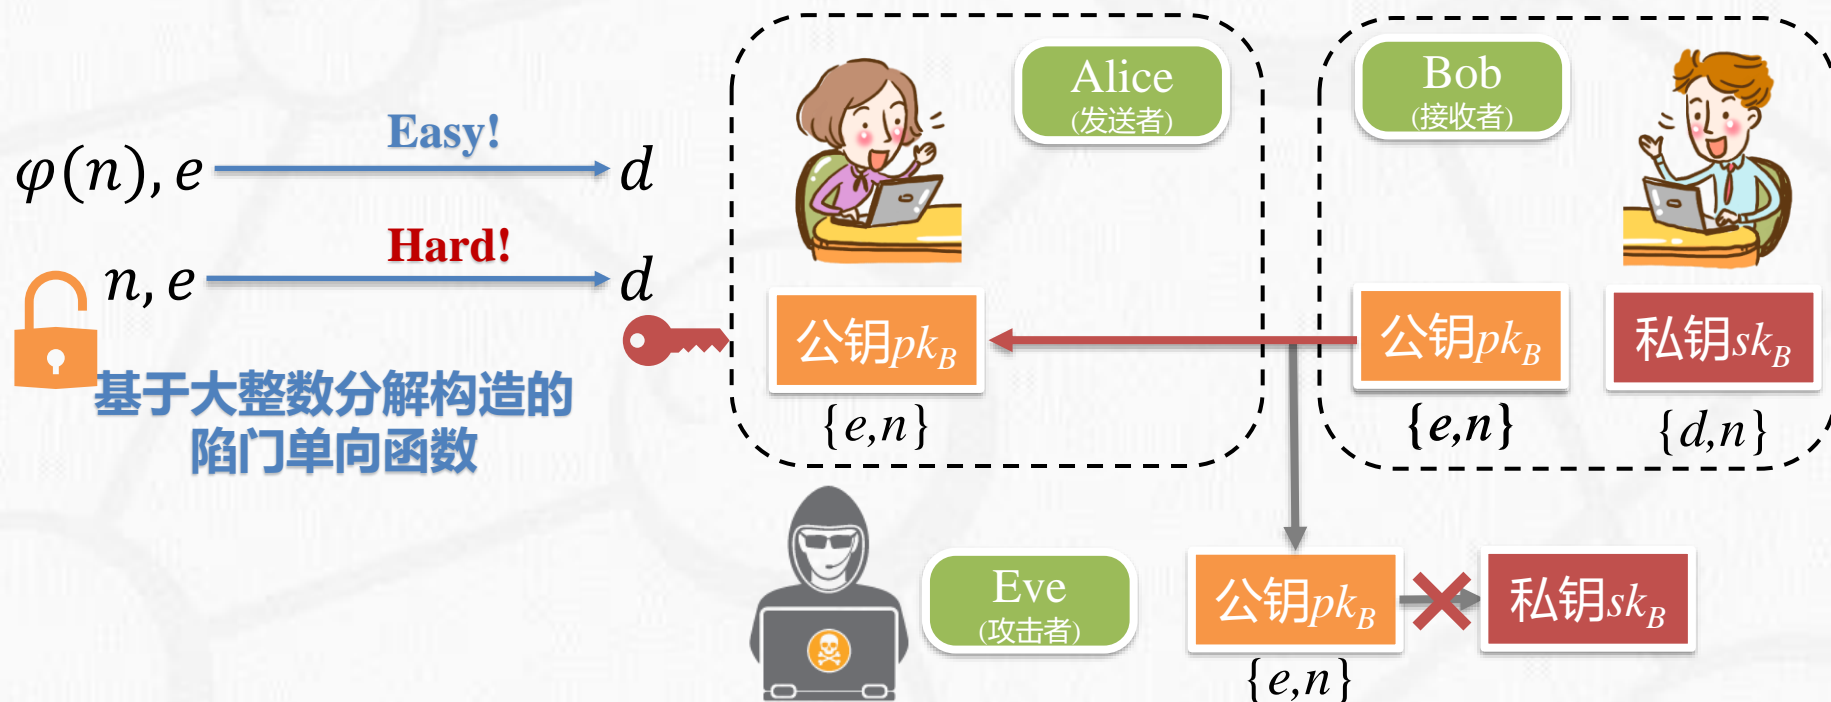 Easy!
φ(n), e
d
Hard!
n, e
d
基于大整数分解构造的
陷门单向函数
Alice
(发送者)
公钥pk_B
{e,n}
Bob
(接收者)
公钥pk_B
{e,n}
私钥sk_B
{d,n}
Eve
(攻击者)
公钥pk_B
{e,n}
私钥sk_B